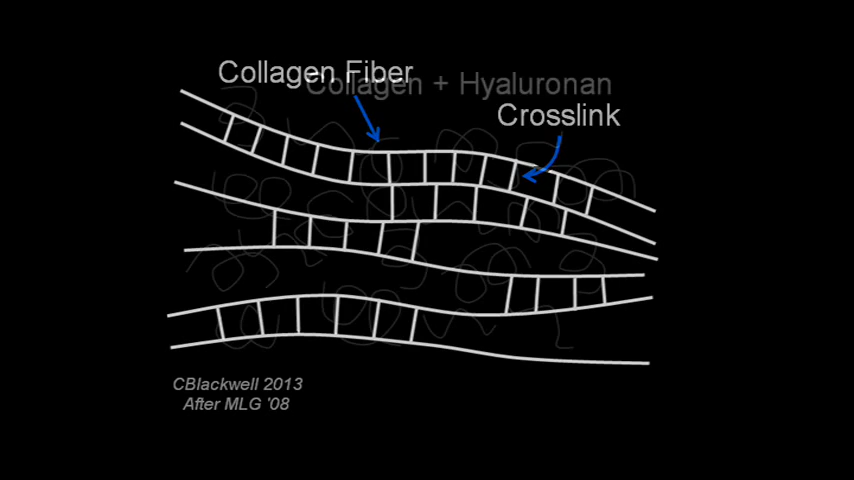 Collagen Fiber
Collagen + Hyaluronan
Crosslink
CBlackwell 2013
After MLG '08